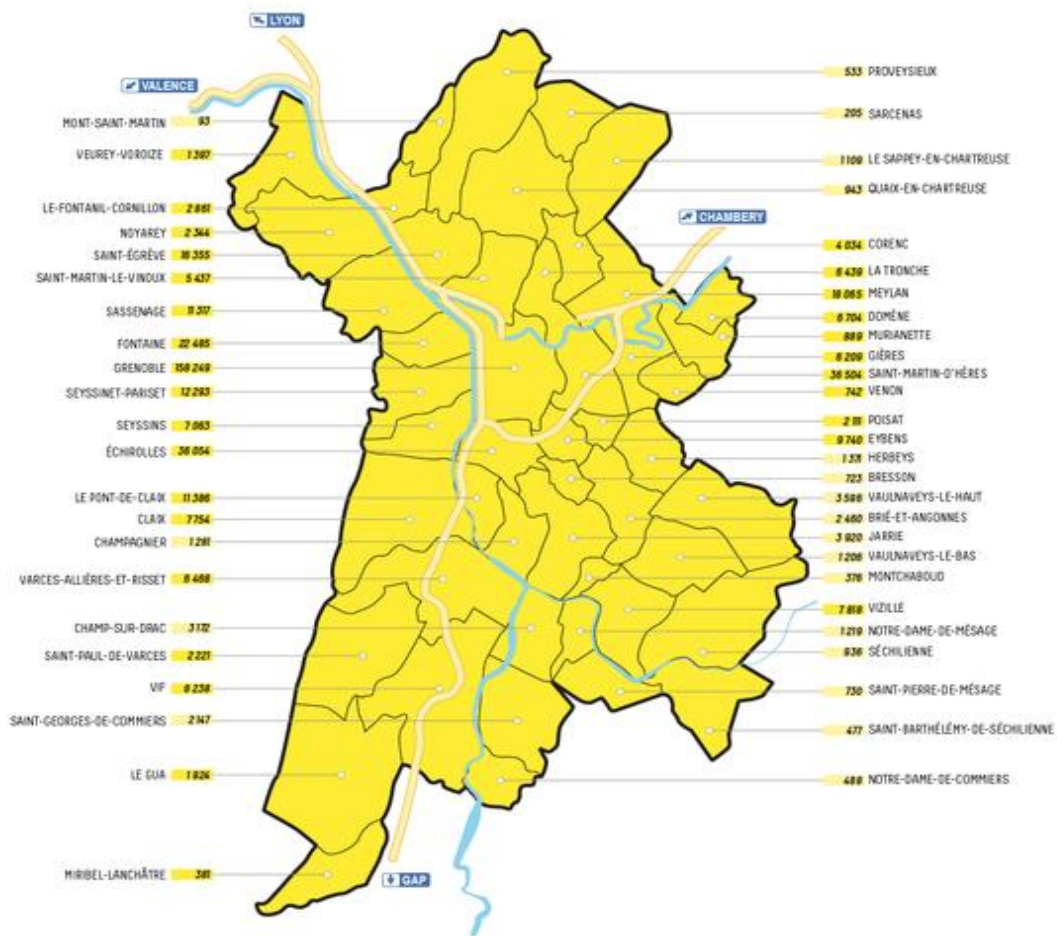 LYON
VALENCE
MONT-SAINT-MARTIN 93
VEUREY-VOROIZE 1 397
LE-FONTANIL-CORNILLON 2 861
NOYAREY 2 344
SAINT-ÉGRÈVE 16 355
SAINT-MARTIN-LE-VINOUX 5 437
SASSENAGE 11 317
FONTAINE 22 485
GRENOBLE 158 249
SEYSSINET-PARISET 12 293
SEYSSINS 7 063
ÉCHIROLLES 36 054
LE PONT-DE-CLAIX 11 386
CLAIX 7 754
CHAMPAGNIER 1 281
VARCES-ALLIÈRES-ET-RISSET 6 468
CHAMP-SUR-DRAC 3 172
SAINT-PAUL-DE-VARCES 2 221
VIF 8 238
SAINT-GEORGES-DE-COMMIERS 2 147
LE GUA 1 826
MIRIBEL-LANCHÂTRE 381
533 PROVEYSIEUX
205 SARCENAS
1 109 LE SAPPEY-EN-CHARTREUSE
943 QUAIX-EN-CHARTREUSE
CHAMBERY
4 034 CORENC
6 439 LA TRONCHE
18 065 MEYLAN
6 704 DOMÈNE
889 MURIANETTE
6 209 GIÈRES
38 504 SAINT-MARTIN-D'HÈRES
742 VENON
2 111 POISAT
9 740 EYBENS
1 371 HERBEYS
723 BRESSON
3 596 VAULNAVEYS-LE-HAUT
2 460 BRIÉ-ET-ANGONNES
3 920 JARRIE
1 206 VAULNAVEYS-LE-BAS
376 MONTCHABOUD
7 818 VIZILLE
1 219 NOTRE-DAME-DE-MÉSAGE
936 SÉCHILIENNE
730 SAINT-PIERRE-DE-MÉSAGE
477 SAINT-BARTHÉLÉMY-DE-SÉCHILIENNE
488 NOTRE-DAME-DE-COMMIERS
GAP